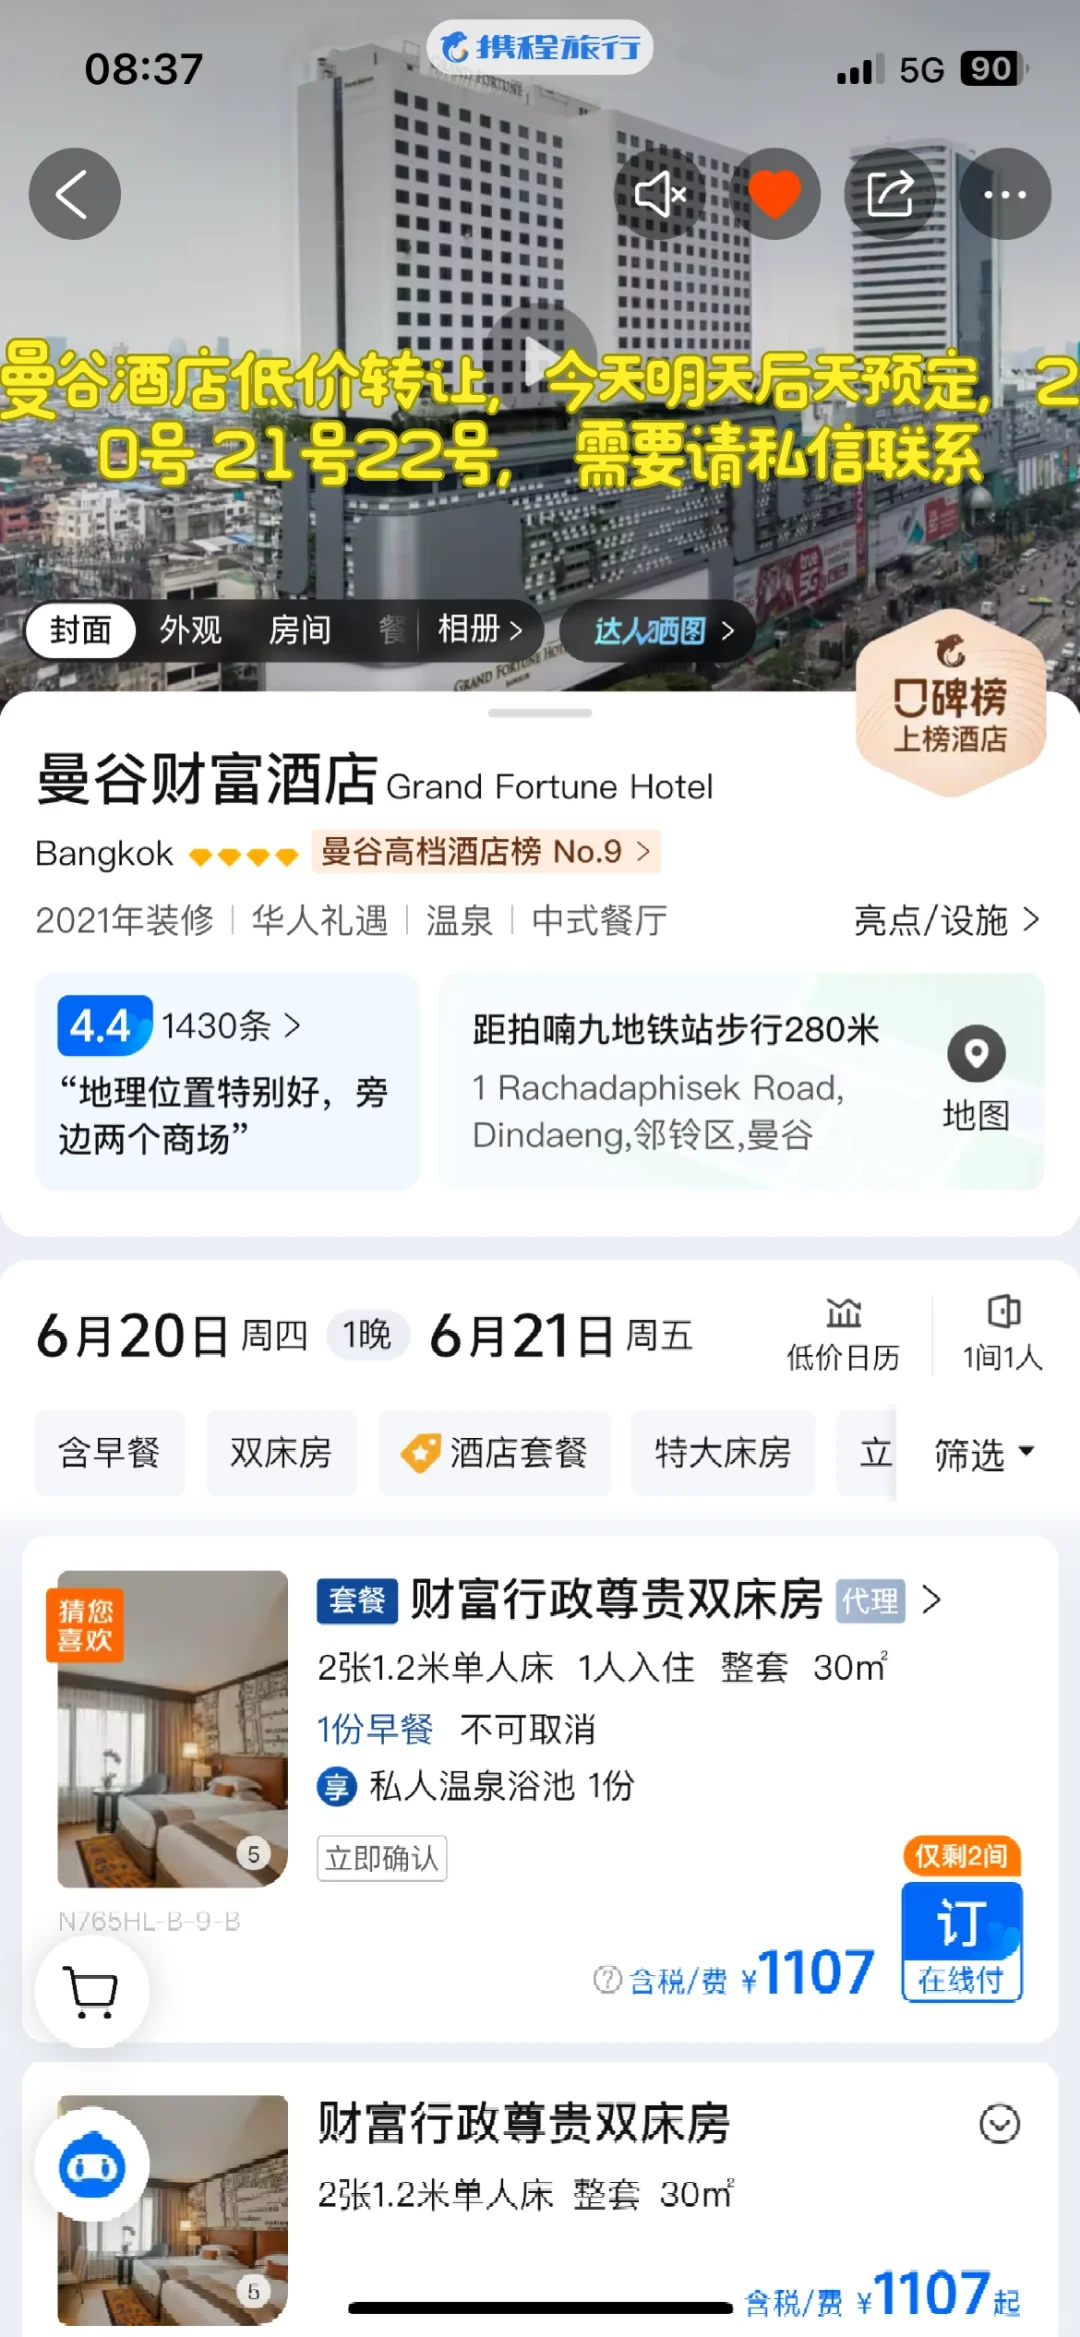 携程旅行
08:37
5G 90
GRAND FORTUNE
曼谷酒店低价转让，今天明天后天预定，2
0号 21号22号， 需要请私信联系
true 5G
封面 外观 房间 餐 相册 > 达人晒图 >
GRAND FORTUNE HOTEL
口碑榜
上榜酒店
曼谷财富酒店 Grand Fortune Hotel
Bangkok 曼谷高档酒店榜 No.9 >
2021年装修 | 华人礼遇 | 温泉 | 中式餐厅 亮点/设施 >
4.4 1430条 >
“地理位置特别好，旁
边两个商场”
距拍喃九地铁站步行280米
1 Rachadaphisek Road,
Dindaeng,邻铃区,曼谷
地图
6月20日 周四 1晚 6月21日 周五
低价日历 1间1人
含早餐 双床房 酒店套餐 特大床房 立 筛选
猜您
喜欢
套餐 财富行政尊贵双床房 代理 >
2张1.2米单人床 1人入住 整套 30㎡
1份早餐 不可取消
享 私人温泉浴池 1份
5
立即确认
仅剩2间
N765HL-B-9-B
订
含税/费 ¥1107
在线付
财富行政尊贵双床房
2张1.2米单人床 整套 30㎡
5
含税/费 ¥1107起